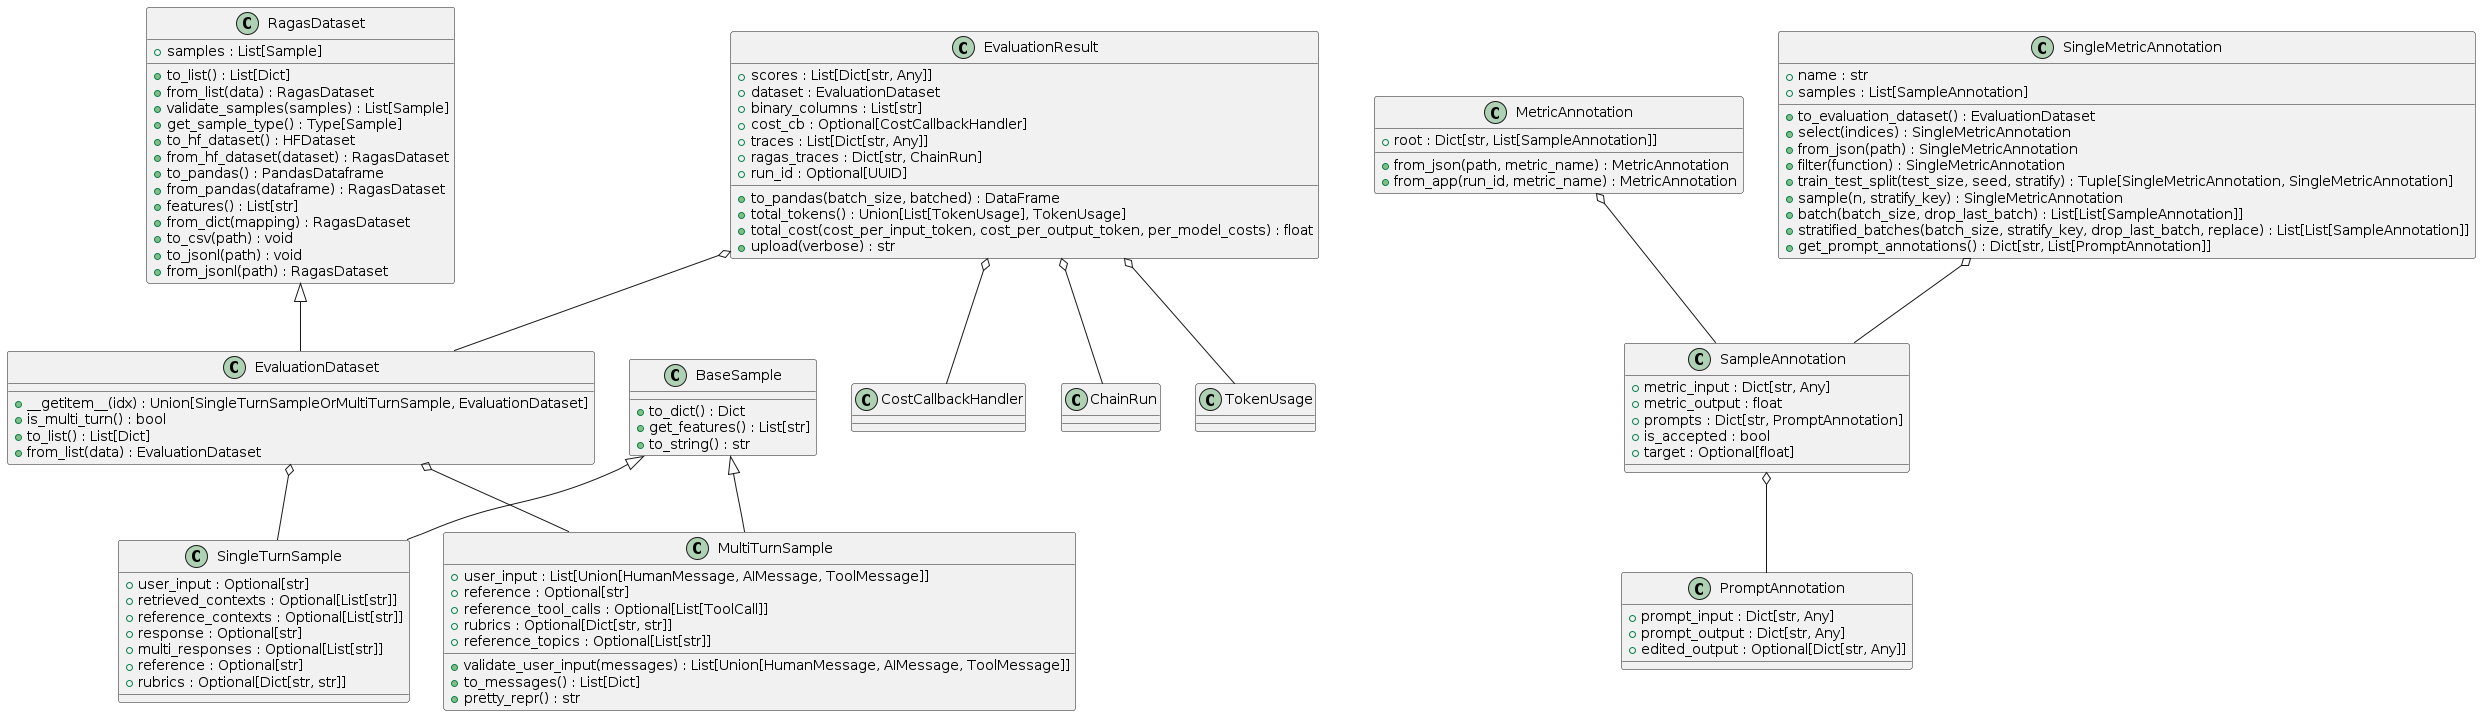 RagasDataset
samples : List[Sample]
to_list() : List[Dict]
from_list(data) : RagasDataset
validate_samples(samples) : List[Sample]
get_sample_type() : Type[Sample]
to_hf_dataset() : HFDataset
from_hf_dataset(dataset) : RagasDataset
to_pandas() : PandasDataframe
from_pandas(dataframe) : RagasDataset
features() : List[str]
from_dict(mapping) : RagasDataset
to_csv(path) : void
to_jsonl(path) : void
from_jsonl(path) : RagasDataset
EvaluationResult
scores : List[Dict[str, Any]]
dataset : EvaluationDataset
binary_columns : List[str]
cost_cb : Optional[CostCallbackHandler]
traces : List[Dict[str, Any]]
ragas_traces : Dict[str, ChainRun]
run_id : Optional[UUID]
to_pandas(batch_size, batched) : DataFrame
total_tokens() : Union[List[TokenUsage], TokenUsage]
total_cost(cost_per_input_token, cost_per_output_token, per_model_costs) : float
upload(verbose) : str
MetricAnnotation
root : Dict[str, List[SampleAnnotation]]
from_json(path, metric_name) : MetricAnnotation
from_app(run_id, metric_name) : MetricAnnotation
SingleMetricAnnotation
name : str
samples : List[SampleAnnotation]
to_evaluation_dataset() : EvaluationDataset
select(indices) : SingleMetricAnnotation
from_json(path) : SingleMetricAnnotation
filter(function) : SingleMetricAnnotation
train_test_split(test_size, seed, stratify) : Tuple[SingleMetricAnnotation, SingleMetricAnnotation]
sample(n, stratify_key) : SingleMetricAnnotation
batch(batch_size, drop_last_batch) : List[List[SampleAnnotation]]
stratified_batches(batch_size, stratify_key, drop_last_batch, replace) : List[List[SampleAnnotation]]
get_prompt_annotations() : Dict[str, List[PromptAnnotation]]
EvaluationDataset
__getitem__(idx) : Union[SingleTurnSampleOrMultiTurnSample, EvaluationDataset]
is_multi_turn() : bool
to_list() : List[Dict]
from_list(data) : EvaluationDataset
BaseSample
to_dict() : Dict
get_features() : List[str]
to_string() : str
CostCallbackHandler
ChainRun
TokenUsage
SampleAnnotation
metric_input : Dict[str, Any]
metric_output : float
prompts : Dict[str, PromptAnnotation]
is_accepted : bool
target : Optional[float]
SingleTurnSample
user_input : Optional[str]
retrieved_contexts : Optional[List[str]]
reference_contexts : Optional[List[str]]
response : Optional[str]
multi_responses : Optional[List[str]]
reference : Optional[str]
rubrics : Optional[Dict[str, str]]
MultiTurnSample
user_input : List[Union[HumanMessage, AIMessage, ToolMessage]]
reference : Optional[str]
reference_tool_calls : Optional[List[ToolCall]]
rubrics : Optional[Dict[str, str]]
reference_topics : Optional[List[str]]
validate_user_input(messages) : List[Union[HumanMessage, AIMessage, ToolMessage]]
to_messages() : List[Dict]
pretty_repr() : str
PromptAnnotation
prompt_input : Dict[str, Any]
prompt_output : Dict[str, Any]
edited_output : Optional[Dict[str, Any]]